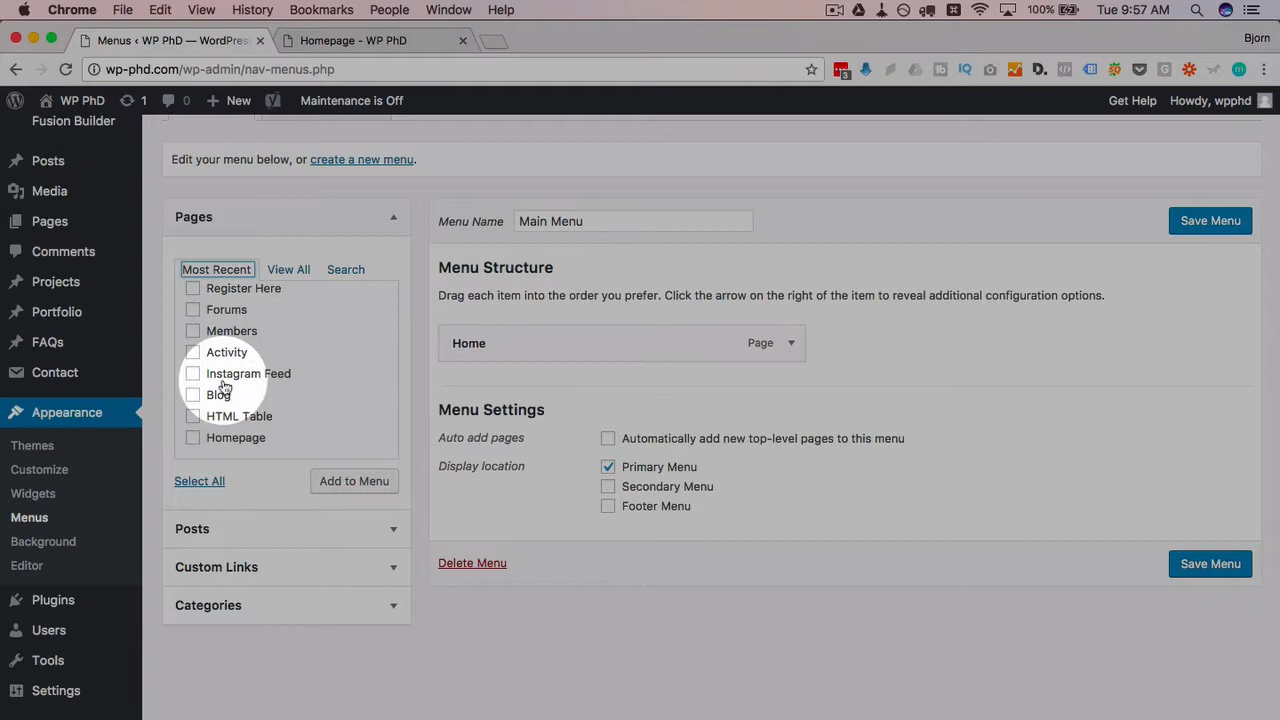 Chrome File Edit View History Bookmarks People Window Help 100% Tue 9:57 AM
Menus ‹ WP PhD — WordPres Homepage - WP PhD Bjorn
wp-phd.com/wp-admin/nav-menus.php 3
WP PhD 1 0 New Maintenance is Off Get Help Howdy, wpphd
Fusion Builder
Posts
Media
Pages
Comments
Projects
Portfolio
FAQs
Contact
Appearance
Themes
Customize
Widgets
Menus
Background
Editor
Plugins
Users
Tools
Settings
Edit your menu below, or create a new menu.
Pages
Most Recent View All Search
Register Here
Forums
Members
Activity
Instagram Feed
Blog
HTML Table
Homepage
Select All Add to Menu
Posts
Custom Links
Categories
Menu Name Main Menu Save Menu
Menu Structure
Drag each item into the order you prefer. Click the arrow on the right of the item to reveal additional configuration options.
Home Page
Menu Settings
Auto add pages Automatically add new top-level pages to this menu
Display location Primary Menu
Secondary Menu
Footer Menu
Delete Menu Save Menu